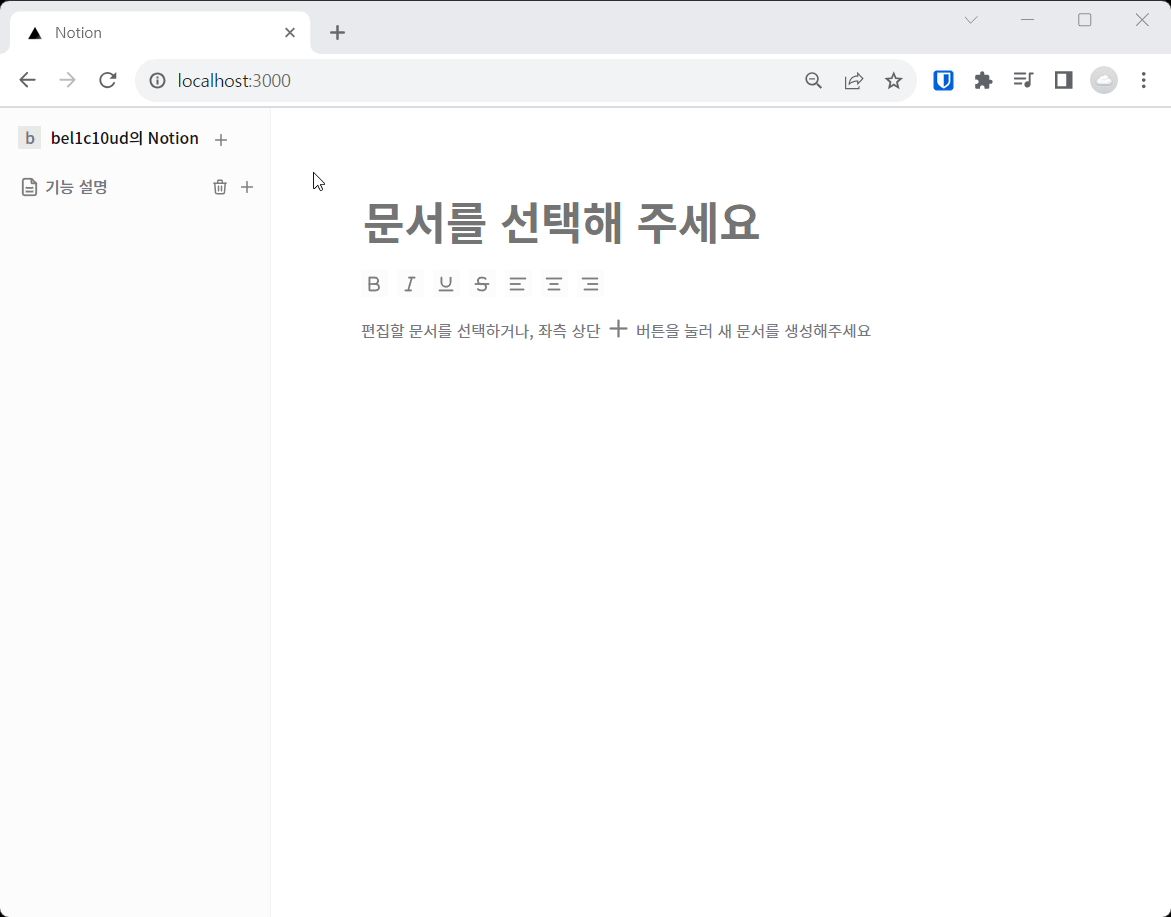 Notion
localhost:3000
b bel1c10ud의 Notion
기능 설명
문서를 선택해 주세요
B I U S
편집할 문서를 선택하거나, 좌측 상단 + 버튼을 눌러 새 문서를 생성해주세요